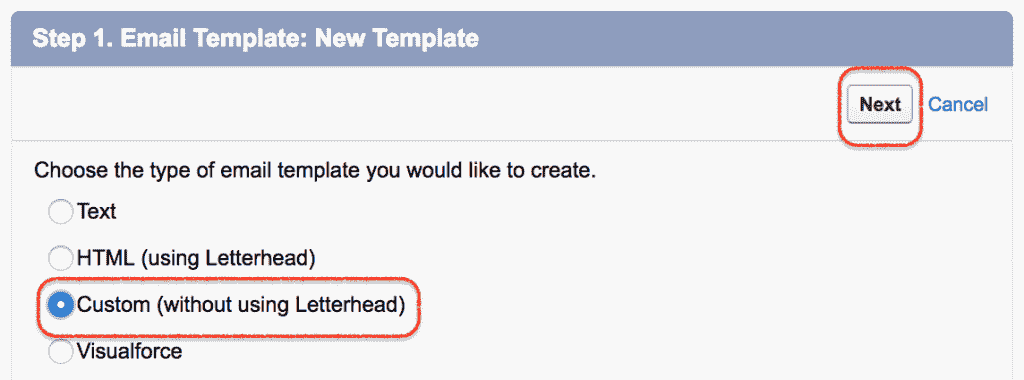 Step 1. Email Template: New Template
Next Cancel
Choose the type of email template you would like to create.
Text
HTML (using Letterhead)
Custom (without using Letterhead)
Visualforce